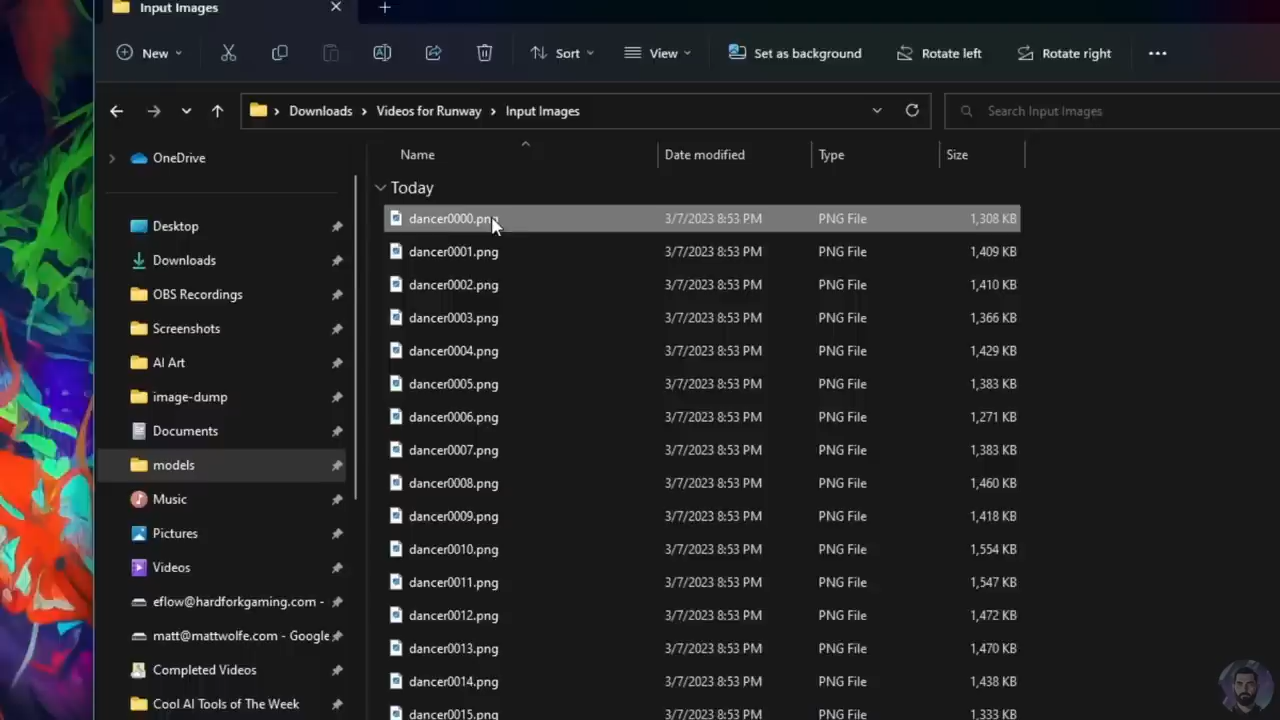 Input Images
New
Sort
View
Set as background
Rotate left
Rotate right
Downloads > Videos for Runway > Input Images
Search Input Images
OneDrive
Desktop
Downloads
OBS Recordings
Screenshots
AI Art
image-dump
Documents
models
Music
Pictures
Videos
eflow@hardforkgaming.com -
matt@mattwolfe.com - Google
Completed Videos
Cool AI Tools of The Week
Name Date modified Type Size
Today
dancer0000.png 3/7/2023 8:53 PM PNG File 1,308 KB
dancer0001.png 3/7/2023 8:53 PM PNG File 1,409 KB
dancer0002.png 3/7/2023 8:53 PM PNG File 1,410 KB
dancer0003.png 3/7/2023 8:53 PM PNG File 1,366 KB
dancer0004.png 3/7/2023 8:53 PM PNG File 1,429 KB
dancer0005.png 3/7/2023 8:53 PM PNG File 1,383 KB
dancer0006.png 3/7/2023 8:53 PM PNG File 1,271 KB
dancer0007.png 3/7/2023 8:53 PM PNG File 1,383 KB
dancer0008.png 3/7/2023 8:53 PM PNG File 1,460 KB
dancer0009.png 3/7/2023 8:53 PM PNG File 1,418 KB
dancer0010.png 3/7/2023 8:53 PM PNG File 1,554 KB
dancer0011.png 3/7/2023 8:53 PM PNG File 1,547 KB
dancer0012.png 3/7/2023 8:53 PM PNG File 1,472 KB
dancer0013.png 3/7/2023 8:53 PM PNG File 1,470 KB
dancer0014.png 3/7/2023 8:53 PM PNG File 1,438 KB
dancer0015.png 3/7/2023 8:53 PM PNG File 1,333 KB